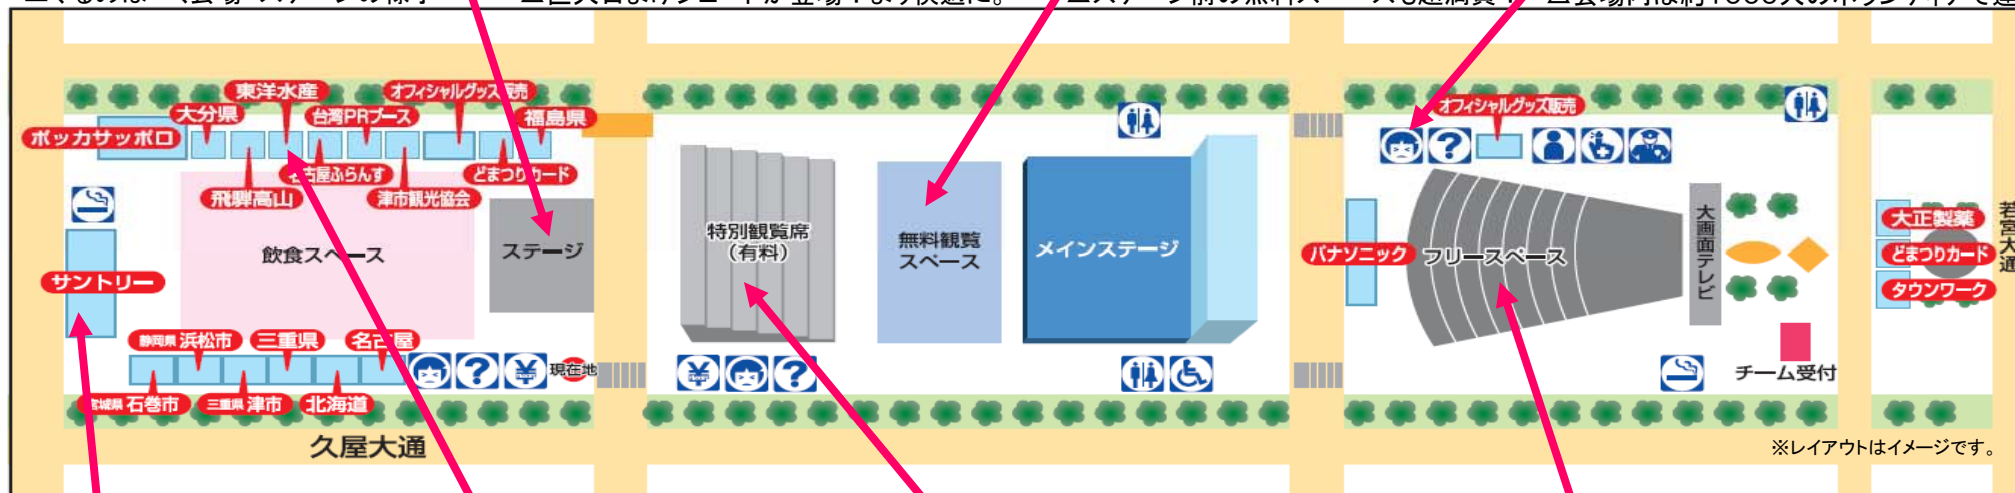 大分県
東洋水産
台湾PRブース
オフィシャルグッズ販売
福島県
ポッカサッポロ
飛騨高山
名古屋ふらんす
津市観光協会
どまつりカード
サントリー
飲食スペース
ステージ
静岡県 浜松市
三重県
名古屋
宮城県 石巻市
三重県 津市
北海道
現在地
久屋大通
特別観覧席
(有料)
無料観覧
スペース
メインステージ
オフィシャルグッズ販売
パナソニック
フリースペース
大画面テレビ
チーム受付
大正製薬
どまつりカード
タウンワーク
若宮大通
※レイアウトはイメージです。